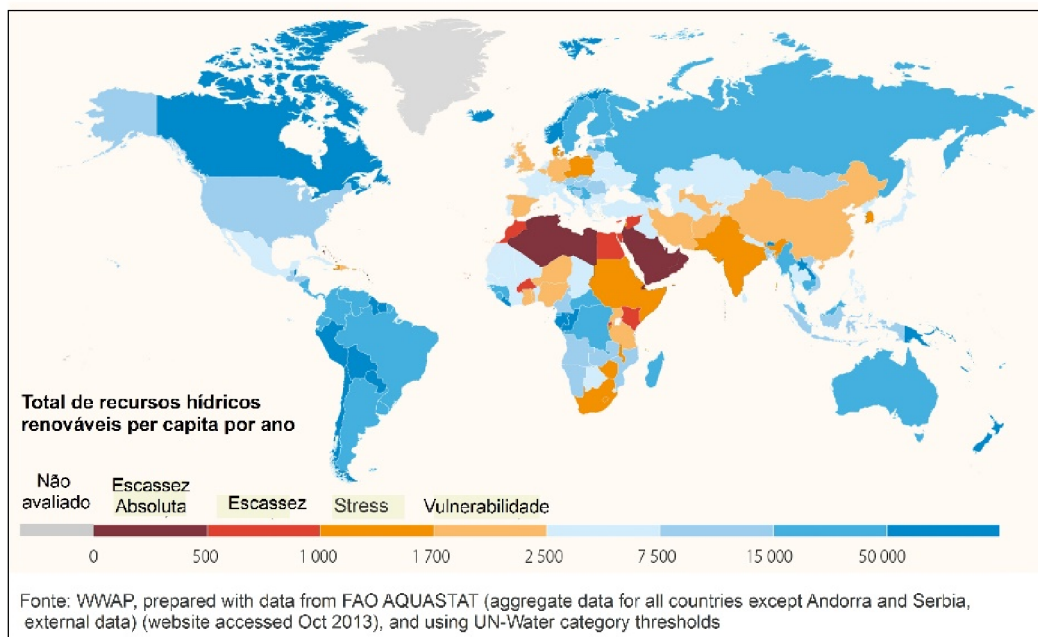 Total de recursos hídricos
renováveis per capita por ano
Não
avaliado
Escassez
Absoluta
Escassez
Stress
Vulnerabilidade
0
500
1 000
1 700
2 500
7 500
15 000
50 000
Fonte: WWAP, prepared with data from FAO AQUASTAT (aggregate data for all countries except Andorra and Serbia,
external data) (website accessed Oct 2013), and using UN-Water category thresholds